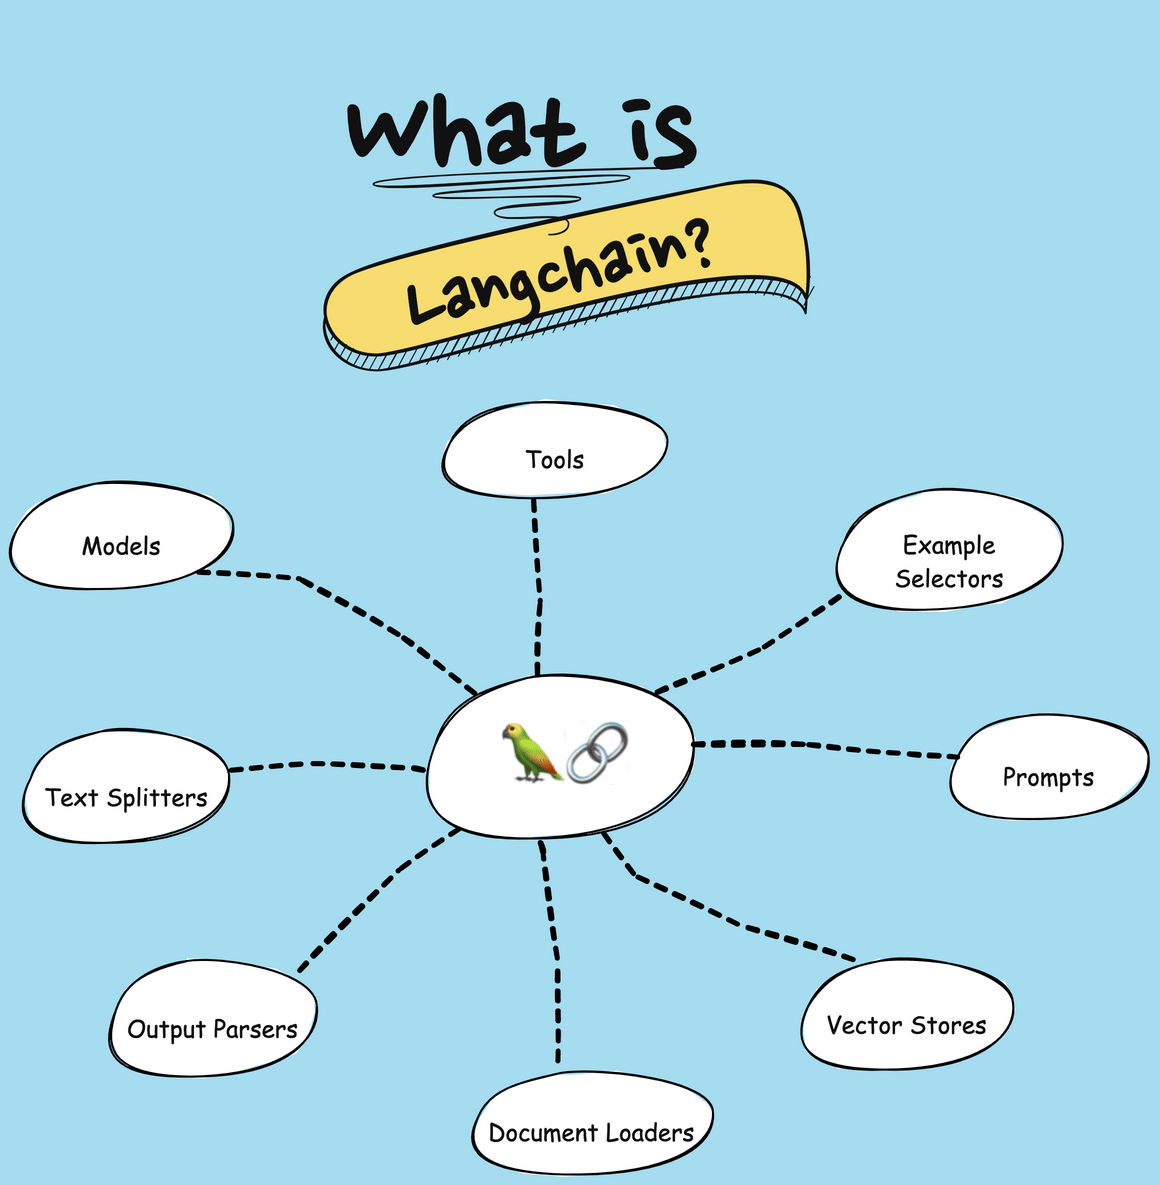 What is
Langchain?
Tools
Models
Example
Selectors
Text Splitters
Prompts
Output Parsers
Vector Stores
Document Loaders